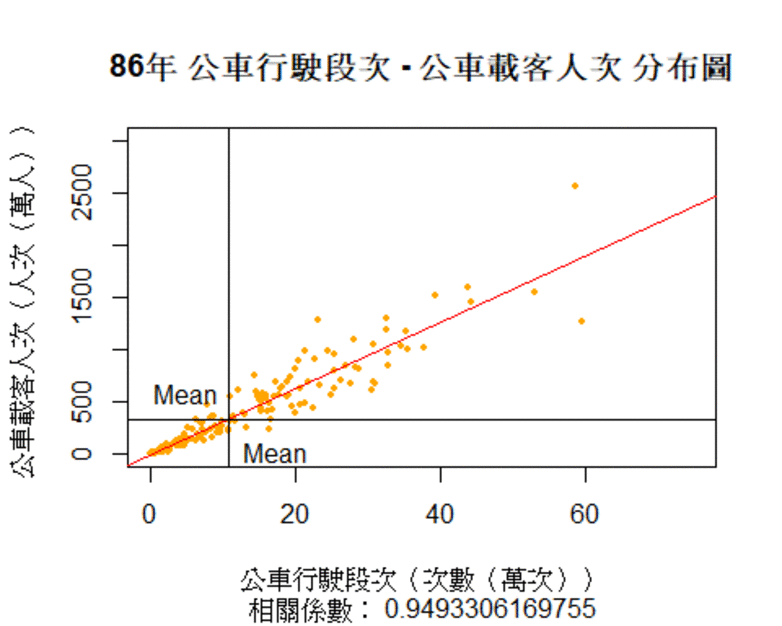 86年 公車行駛段次 - 公車載客人次 分布圖
公車載客人次（人次（萬人））
2500
1500
500
0
Mean
Mean
0 20 40 60
公車行駛段次（次數（萬次））
相關係數： 0.9493306169755